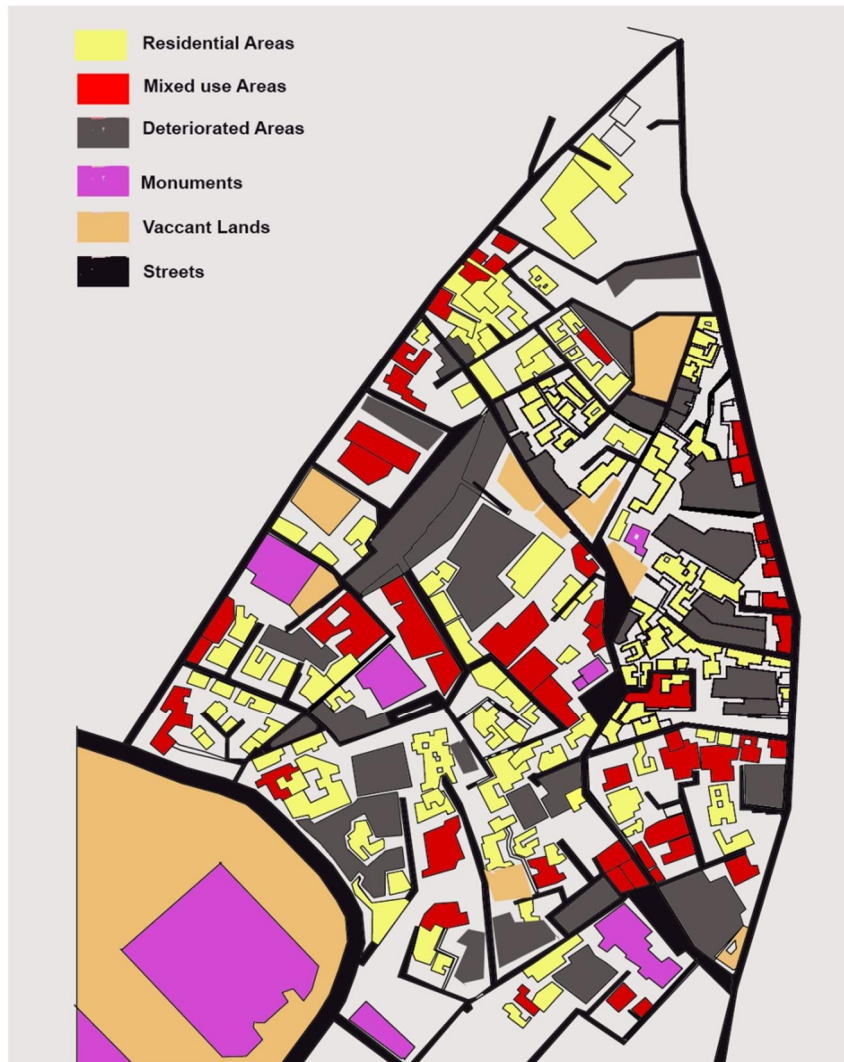 Residential Areas
Mixed use Areas
Deteriorated Areas
Monuments
Vaccant Lands
Streets